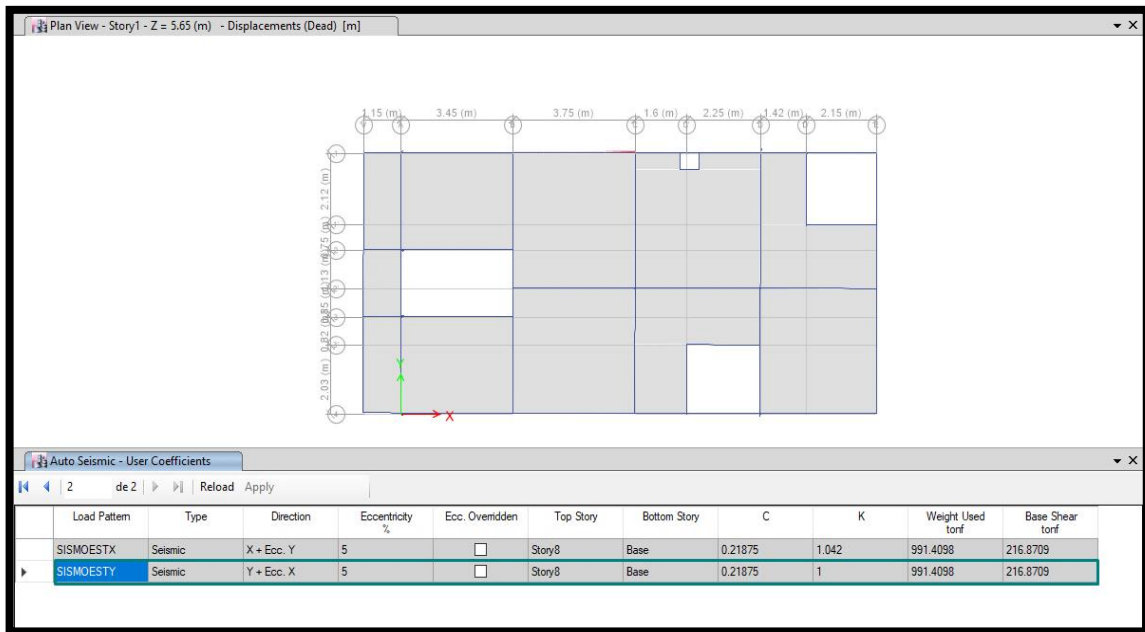 Plan View - Story1 - Z = 5.65 (m) - Displacements (Dead) [m]
1.15 (m) 3.45 (m) 3.75 (m) 1.6 (m) 2.25 (m) 1.42 (m) 2.15 (m)
2.12 (m)
2.03 (m)
Y
X
Auto Seismic - User Coefficients
2 de 2 Reload Apply
Load Pattern Type Direction Eccentricity % Ecc. Overridden Top Story Bottom Story C K Weight Used tonf Base Shear tonf
SISMOESTX Seismic X + Ecc. Y 5 Story8 Base 0.21875 1.042 991.4098 216.8709
SISMOESTY Seismic Y + Ecc. X 5 Story8 Base 0.21875 1 991.4098 216.8709